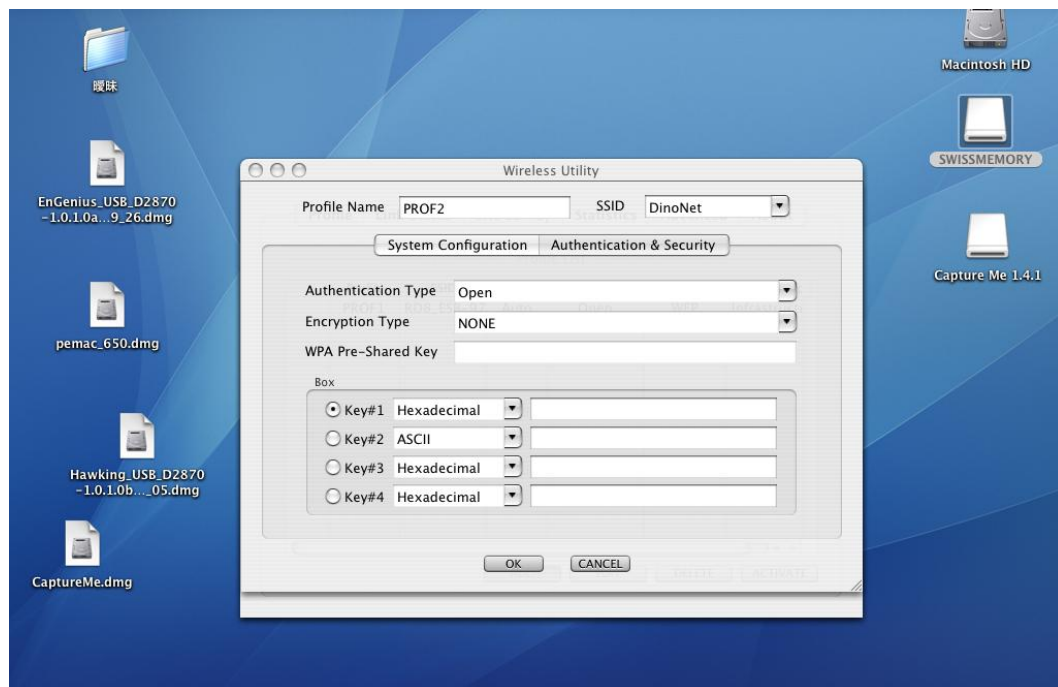 曖昧
EnGenius_USB_D2870
-1.0.1.0a...9_26.dmg
pemac_650.dmg
Hawking_USB_D2870
-1.0.1.0b..._05.dmg
CaptureMe.dmg
Macintosh HD
SWISSMEMORY
Capture Me 1.4.1
Wireless Utility
Profile Name PROF2 SSID DinoNet
System Configuration Authentication & Security
Authentication Type Open
Encryption Type NONE
WPA Pre-Shared Key
Box
Key#1 Hexadecimal
Key#2 ASCII
Key#3 Hexadecimal
Key#4 Hexadecimal
OK CANCEL